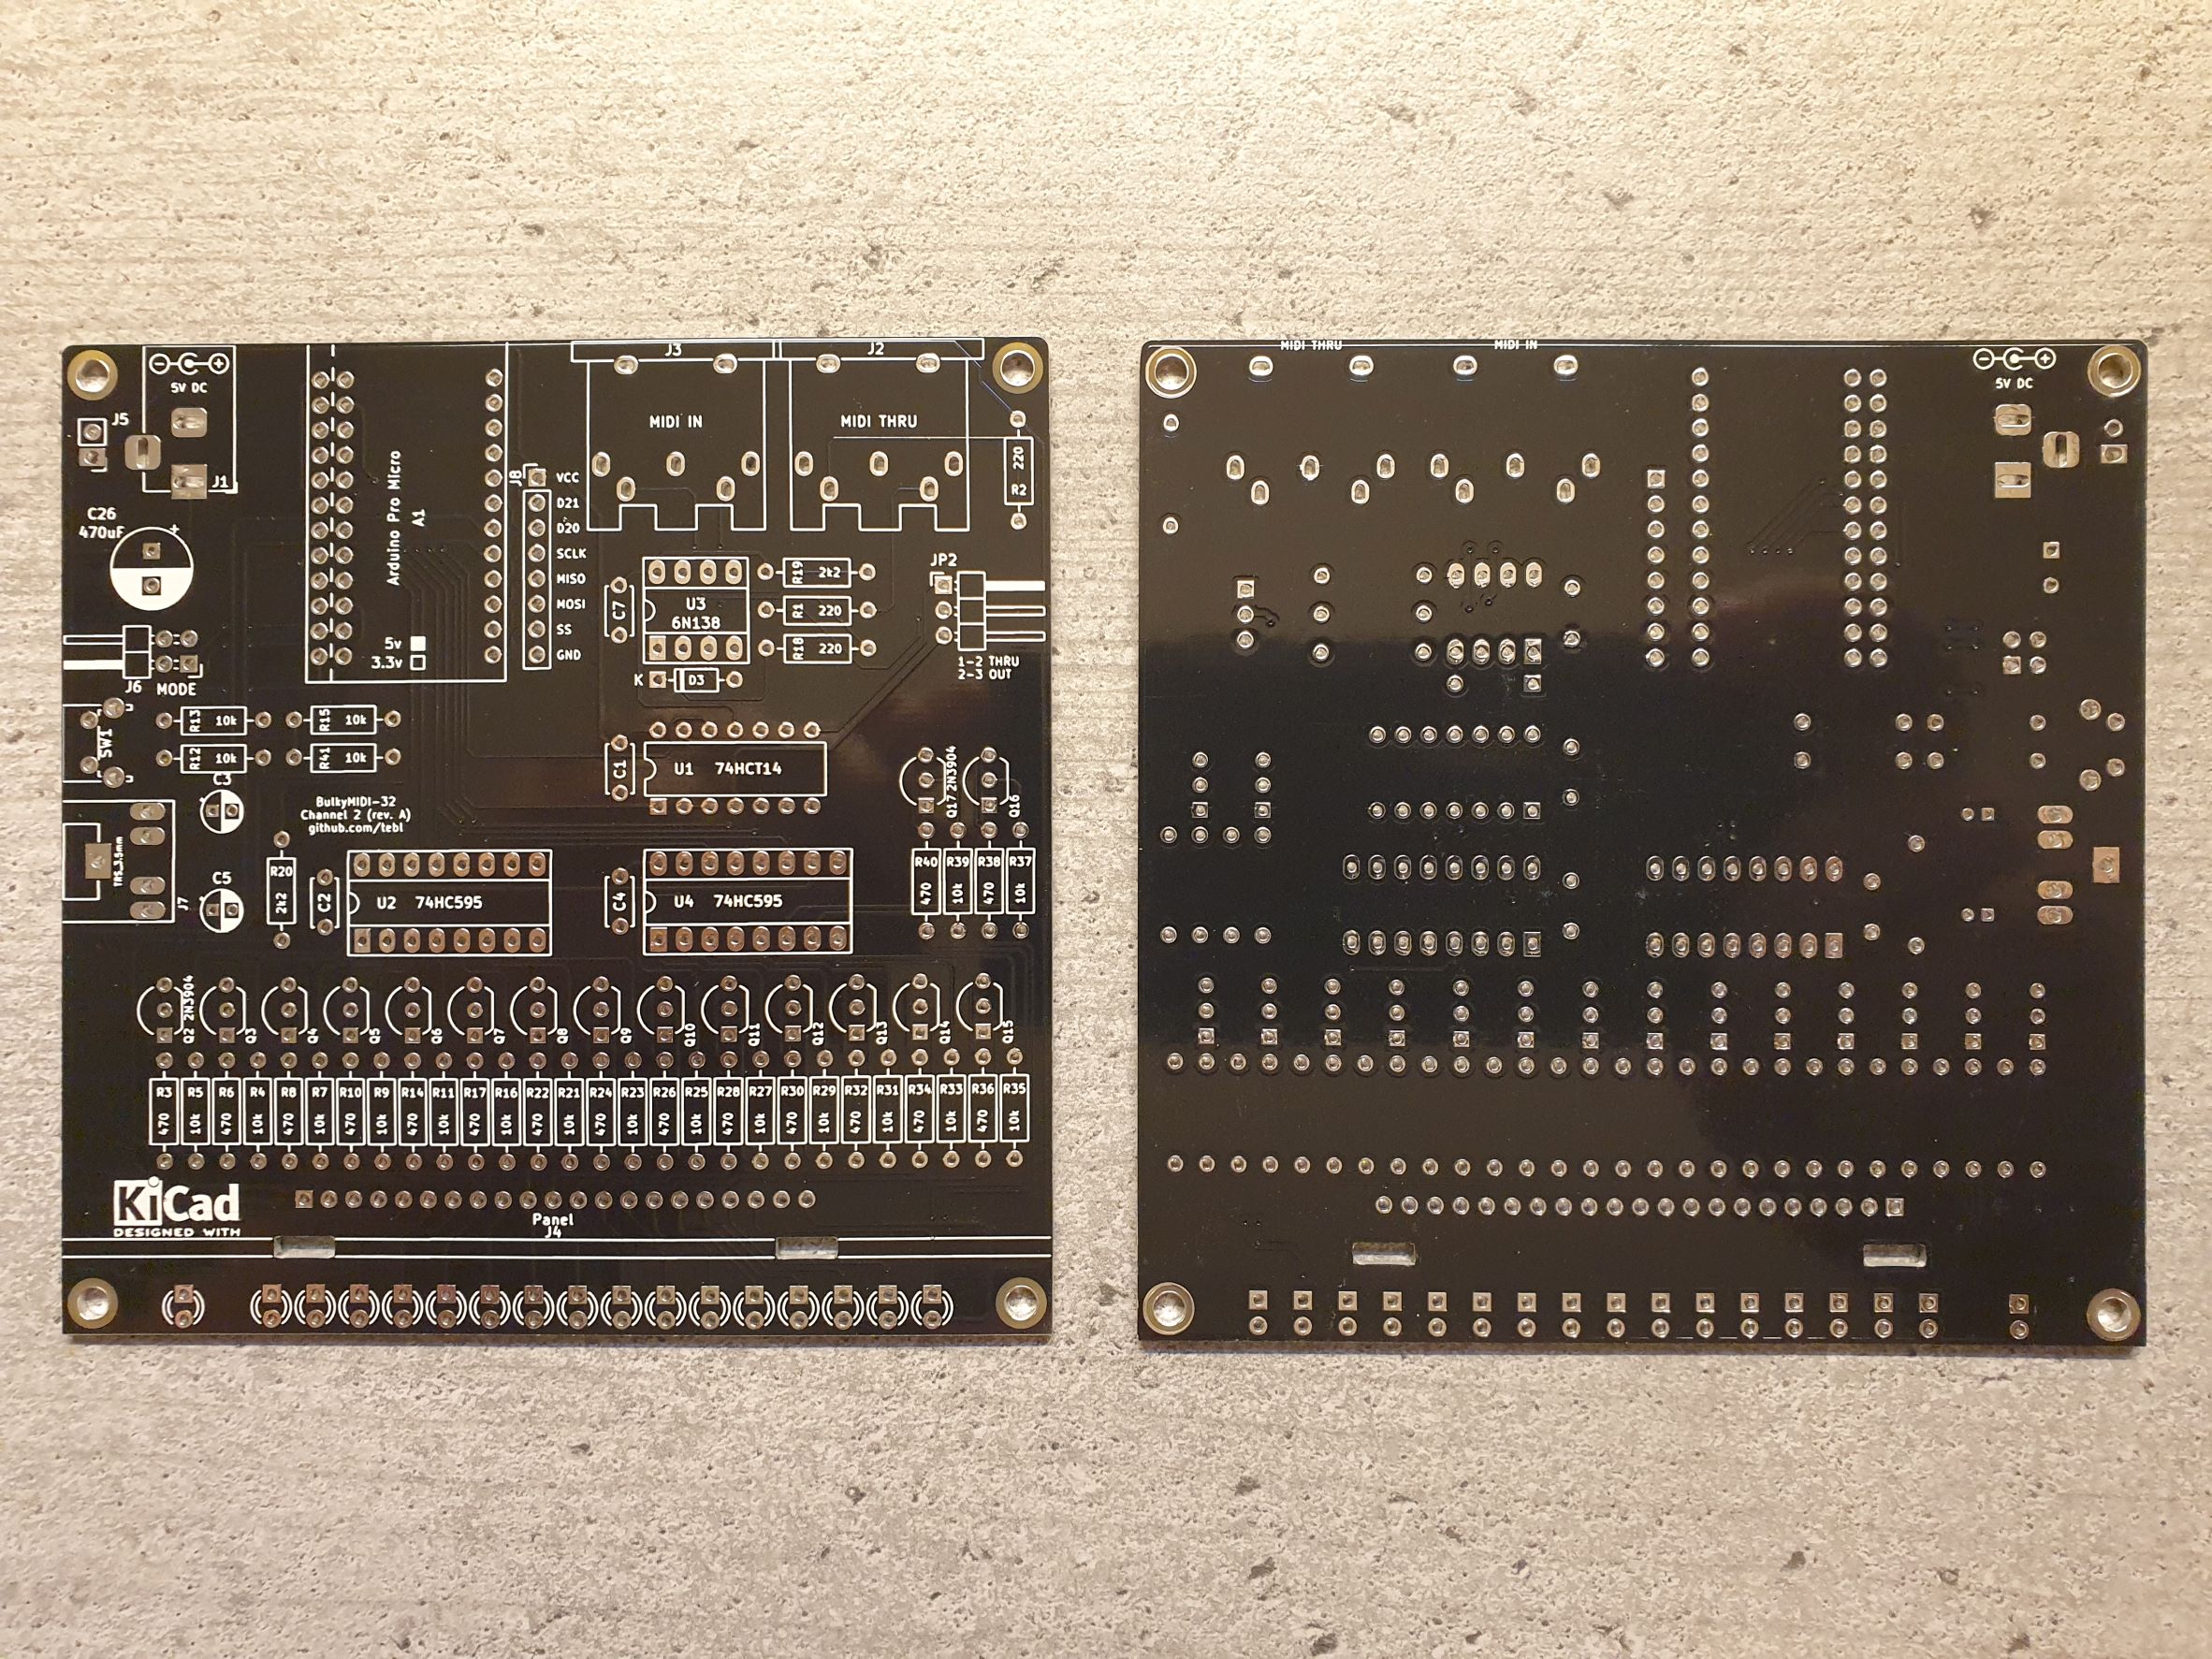 5V DC
J5
J1
C26
470uF
Arduino Pro Micro
A1
5v
3.3v
J8
VCC
D21
D20
SCLK
MISO
MOSI
SS
GND
J3
MIDI IN
J2
MIDI THRU
220
R2
C7
U3
6N138
R19 2k2
R1 220
R18 220
K D3
JP2
1-2 THRU
2-3 OUT
J6 MODE
SW1
R13 10k
R15 10k
R12 10k
R41 10k
C3
C5
TRS_3.5mm
J7
BulkyMIDI-32
Channel 2 (rev. A)
github.com/tebl
R20
2k2
C1
U1 74HCT14
C2
U2 74HC595
C4
U4 74HC595
Q17 2N3904
Q16
R40 R39 R38 R37
470 10k 470 10k
Q2 2N3904 Q3 Q4 Q5 Q6 Q7 Q8 Q9 Q10 Q11 Q12 Q13 Q14 Q15
R3 R5 R6 R4 R8 R7 R10 R9 R14 R11 R17 R16 R22 R21 R24 R23 R26 R25 R28 R27 R30 R29 R32 R31 R34 R33 R36 R35
470 10k 470 10k 470 10k 470 10k 470 10k 470 10k 470 10k 470 10k 470 10k 470 10k 470 10k 470 10k 470 10k 470 10k
KiCad
DESIGNED WITH
Panel
J4
MIDI THRU
MIDI IN
5V DC